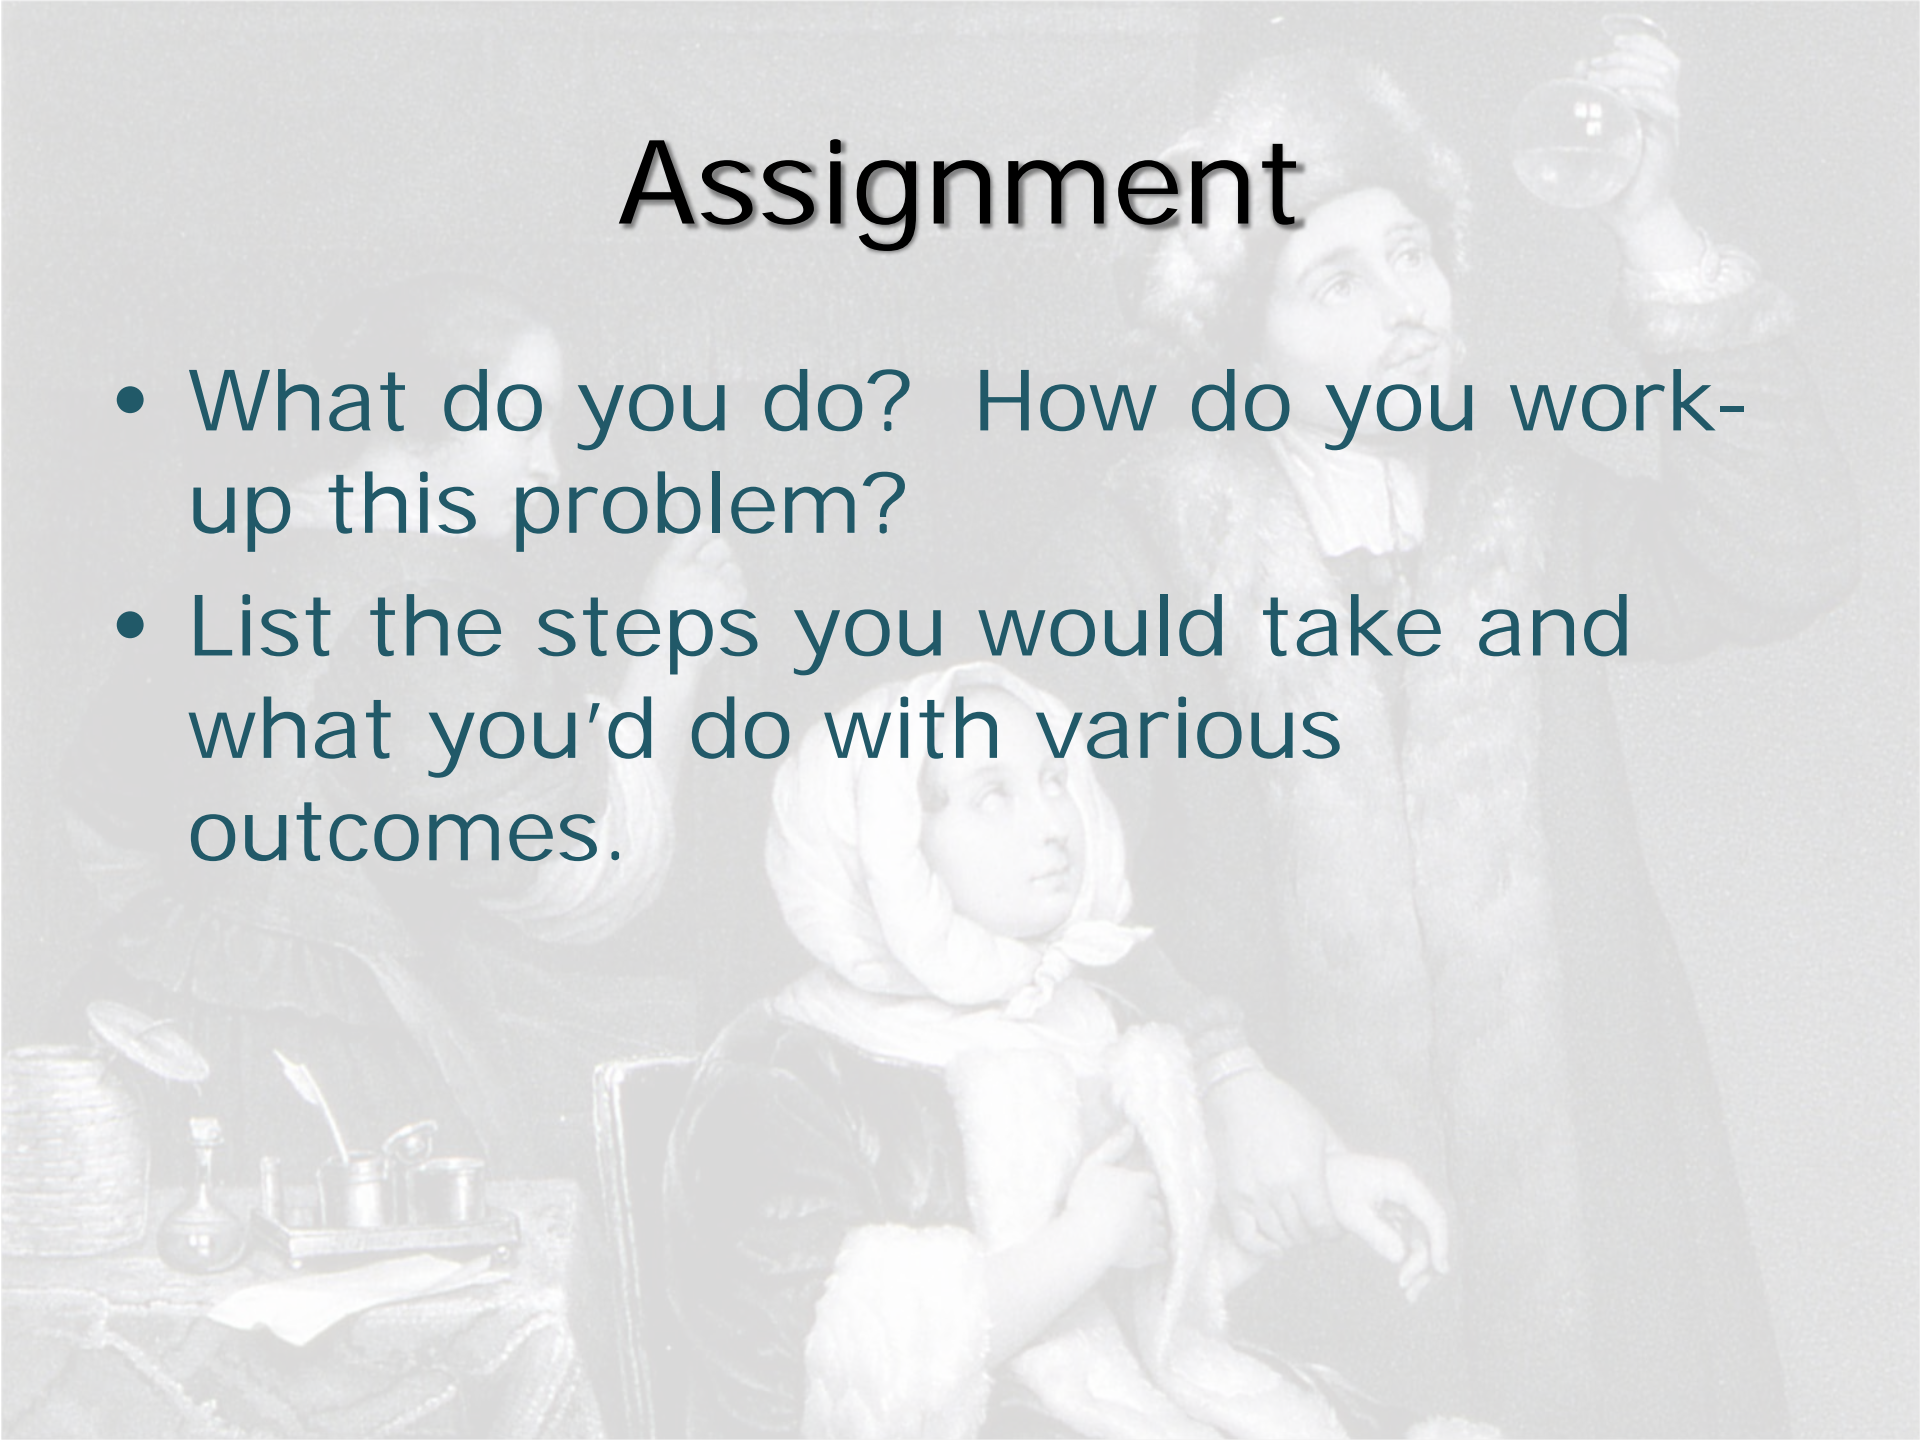 Assignment
• What do you do?  How do you work-
up this problem?
• List the steps you would take and
what you’d do with various
outcomes.